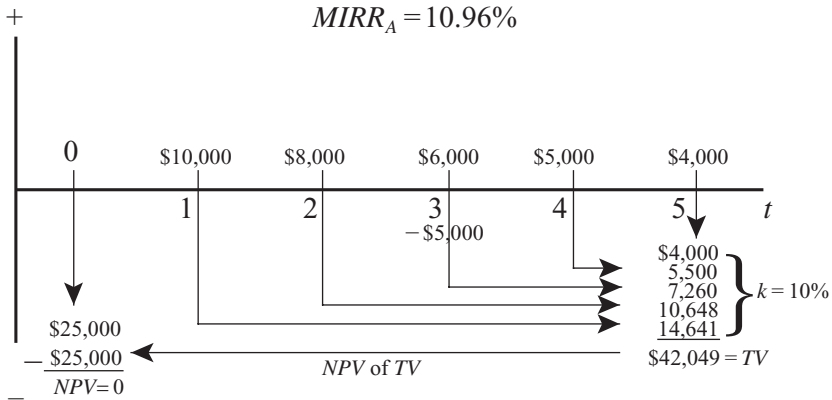 +
MIRR_A = 10.96%
0 $10,000 $8,000 $6,000 $5,000 $4,000
1 2 3 4 5 t
−$5,000
$4,000
5,500
7,260
k = 10%
10,648
14,641
$25,000
− $25,000
NPV of TV
$42,049 = TV
NPV= 0
−